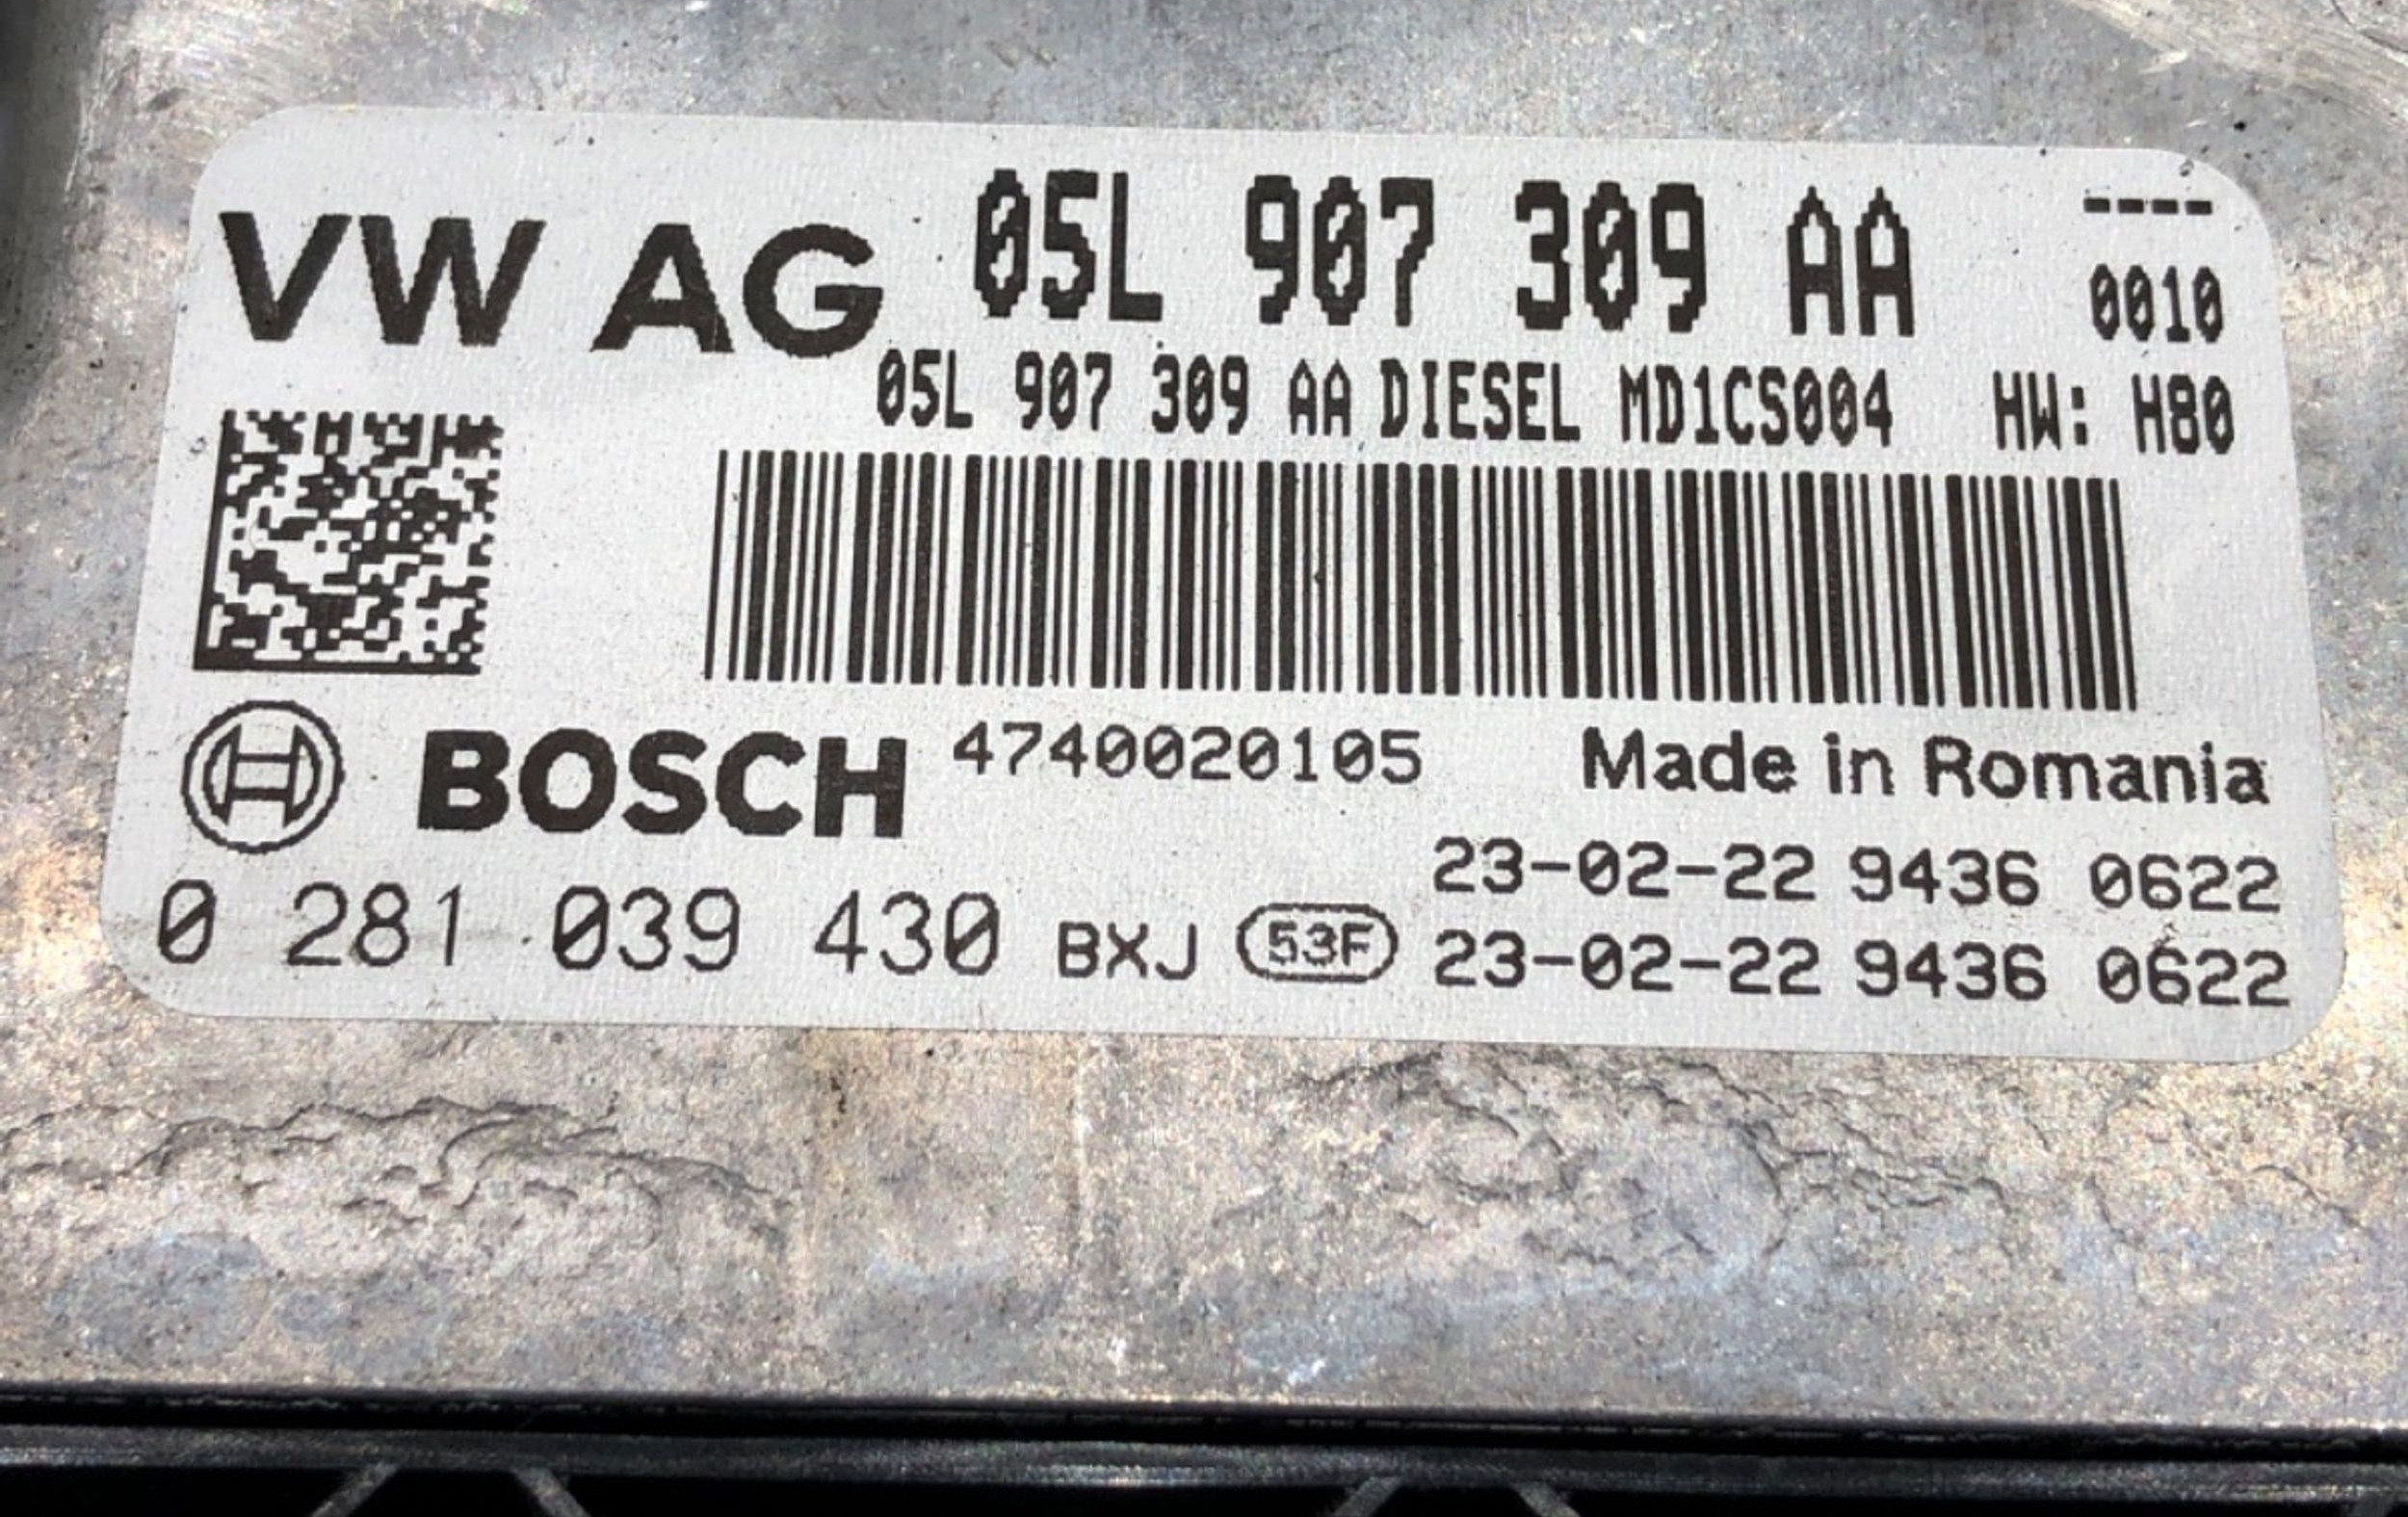 VW AG 05L 907 309 AA ----
0010
05L 907 309 AA DIESEL MD1CS004 HW: H80
BOSCH 4740020105 Made in Romania
23-02-22 9436 0622
0 281 039 430 BXJ 53F 23-02-22 9436 0622